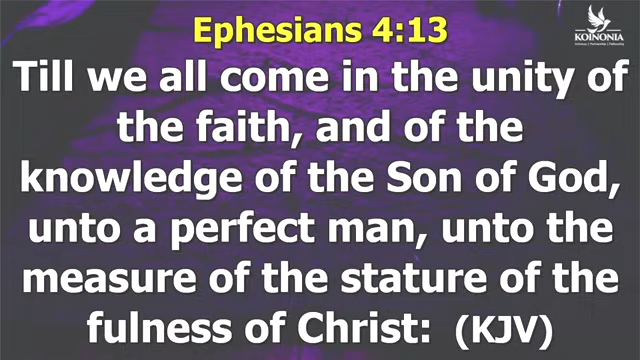 Ephesians 4:13
KOINONIA
Till we all come in the unity of
the faith, and of the
knowledge of the Son of God,
unto a perfect man, unto the
measure of the stature of the
fulness of Christ: (KJV)